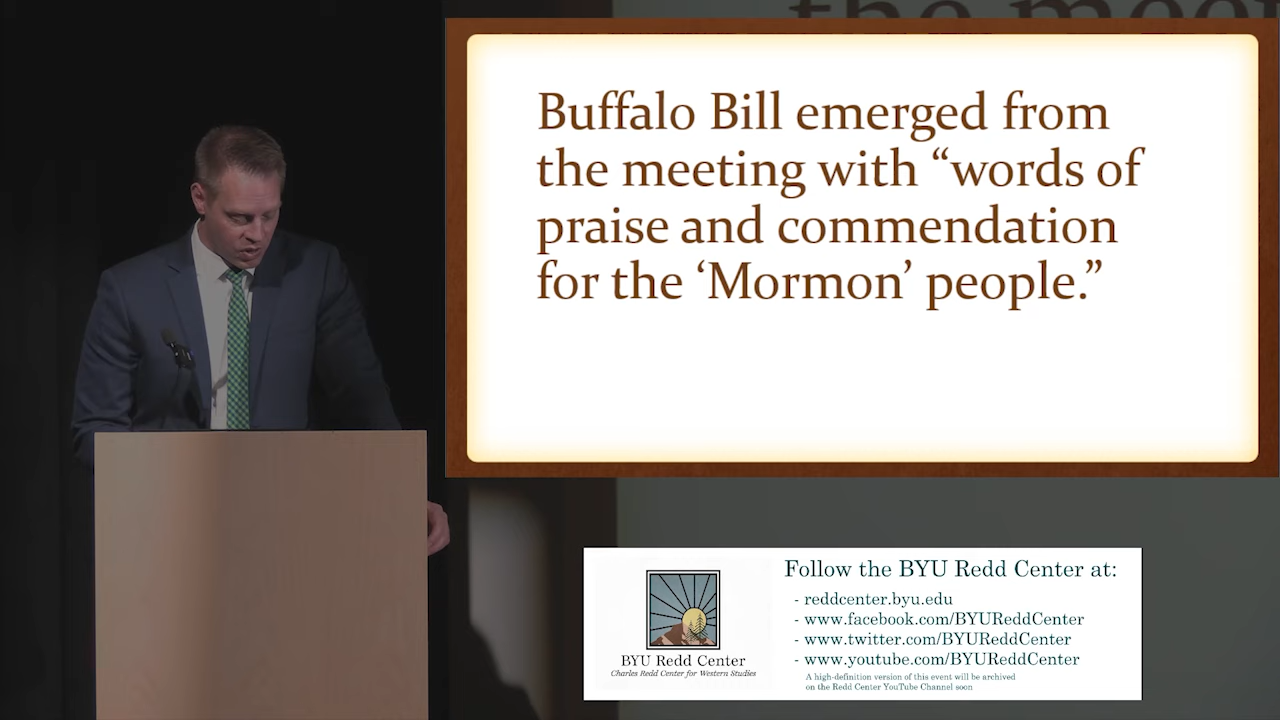 the meet
Buffalo Bill emerged from
the meeting with “words of
praise and commendation
for the ‘Mormon’ people.”
Follow the BYU Redd Center at:
- reddcenter.byu.edu
- www.facebook.com/BYUReddCenter
- www.twitter.com/BYUReddCenter
- www.youtube.com/BYUReddCenter
A high-definition version of this event will be archived
on the Redd Center YouTube Channel soon
BYU Redd Center
Charles Redd Center for Western Studies